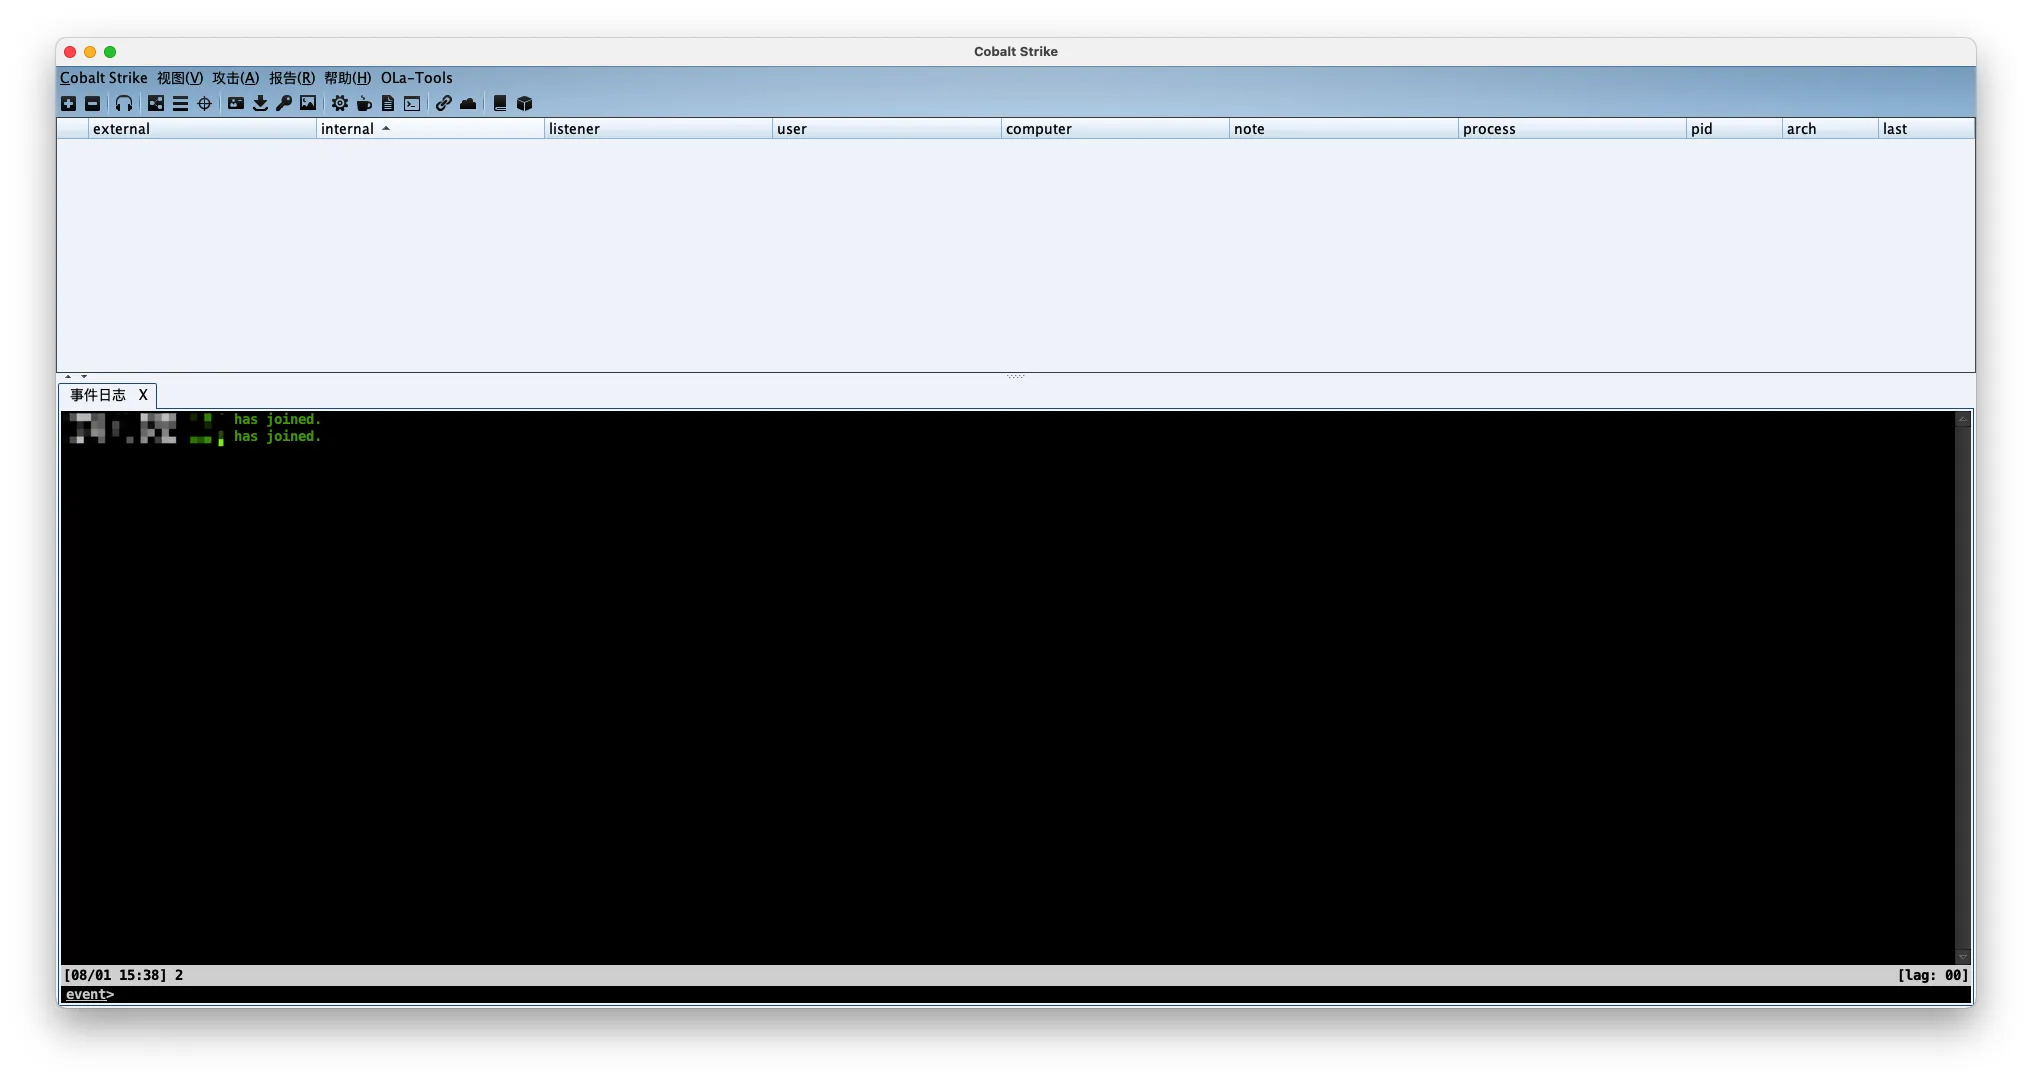 Cobalt Strike
Cobalt Strike 视图(V) 攻击(A) 报告(R) 帮助(H) OLa-Tools
external internal listener user computer note process pid arch last
事件日志 X
has joined.
has joined.
[08/01 15:38] 2 [lag: 00]
event>